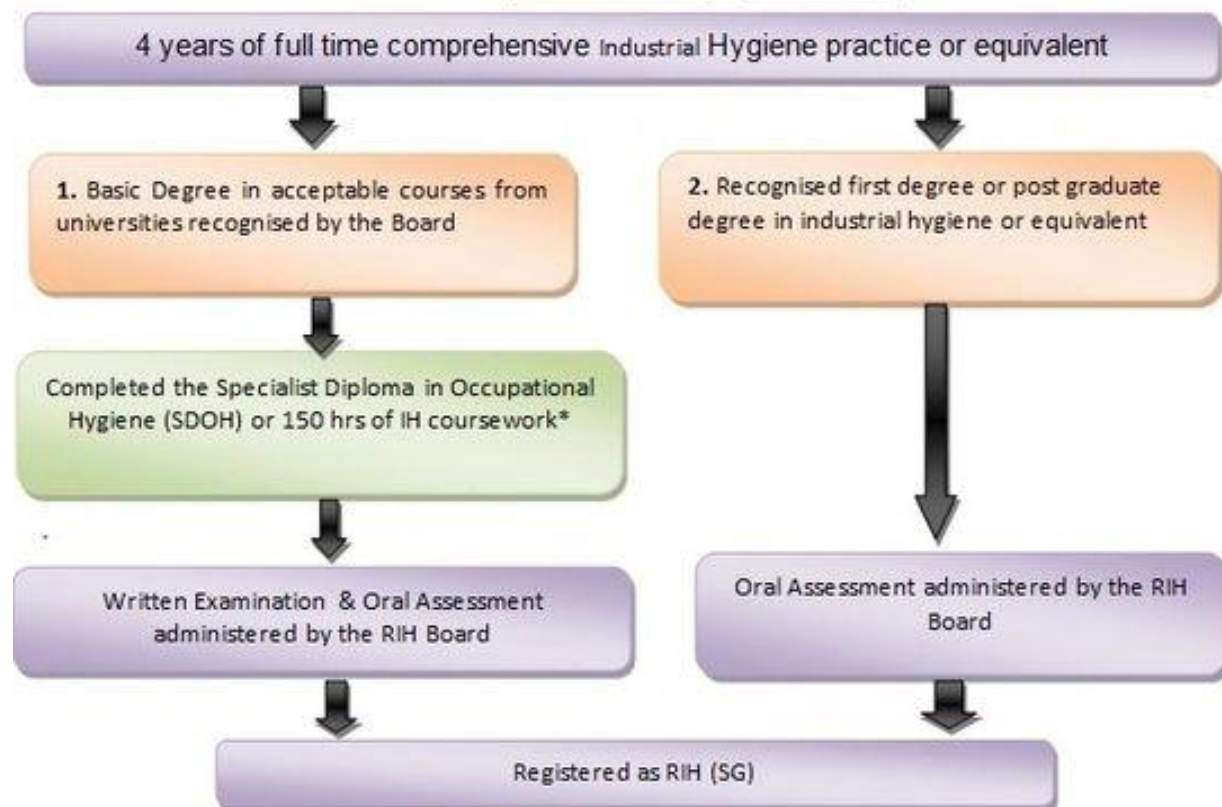 4 years of full time comprehensive Industrial Hygiene practice or equivalent
1. Basic Degree in acceptable courses from
universities recognised by the Board
2. Recognised first degree or post graduate
degree in industrial hygiene or equivalent
Completed the Specialist Diploma in Occupational
Hygiene (SDOH) or 150 hrs of IH coursework*
Written Examination & Oral Assessment
administered by the RIH Board
Oral Assessment administered by the RIH
Board
Registered as RIH (SG)